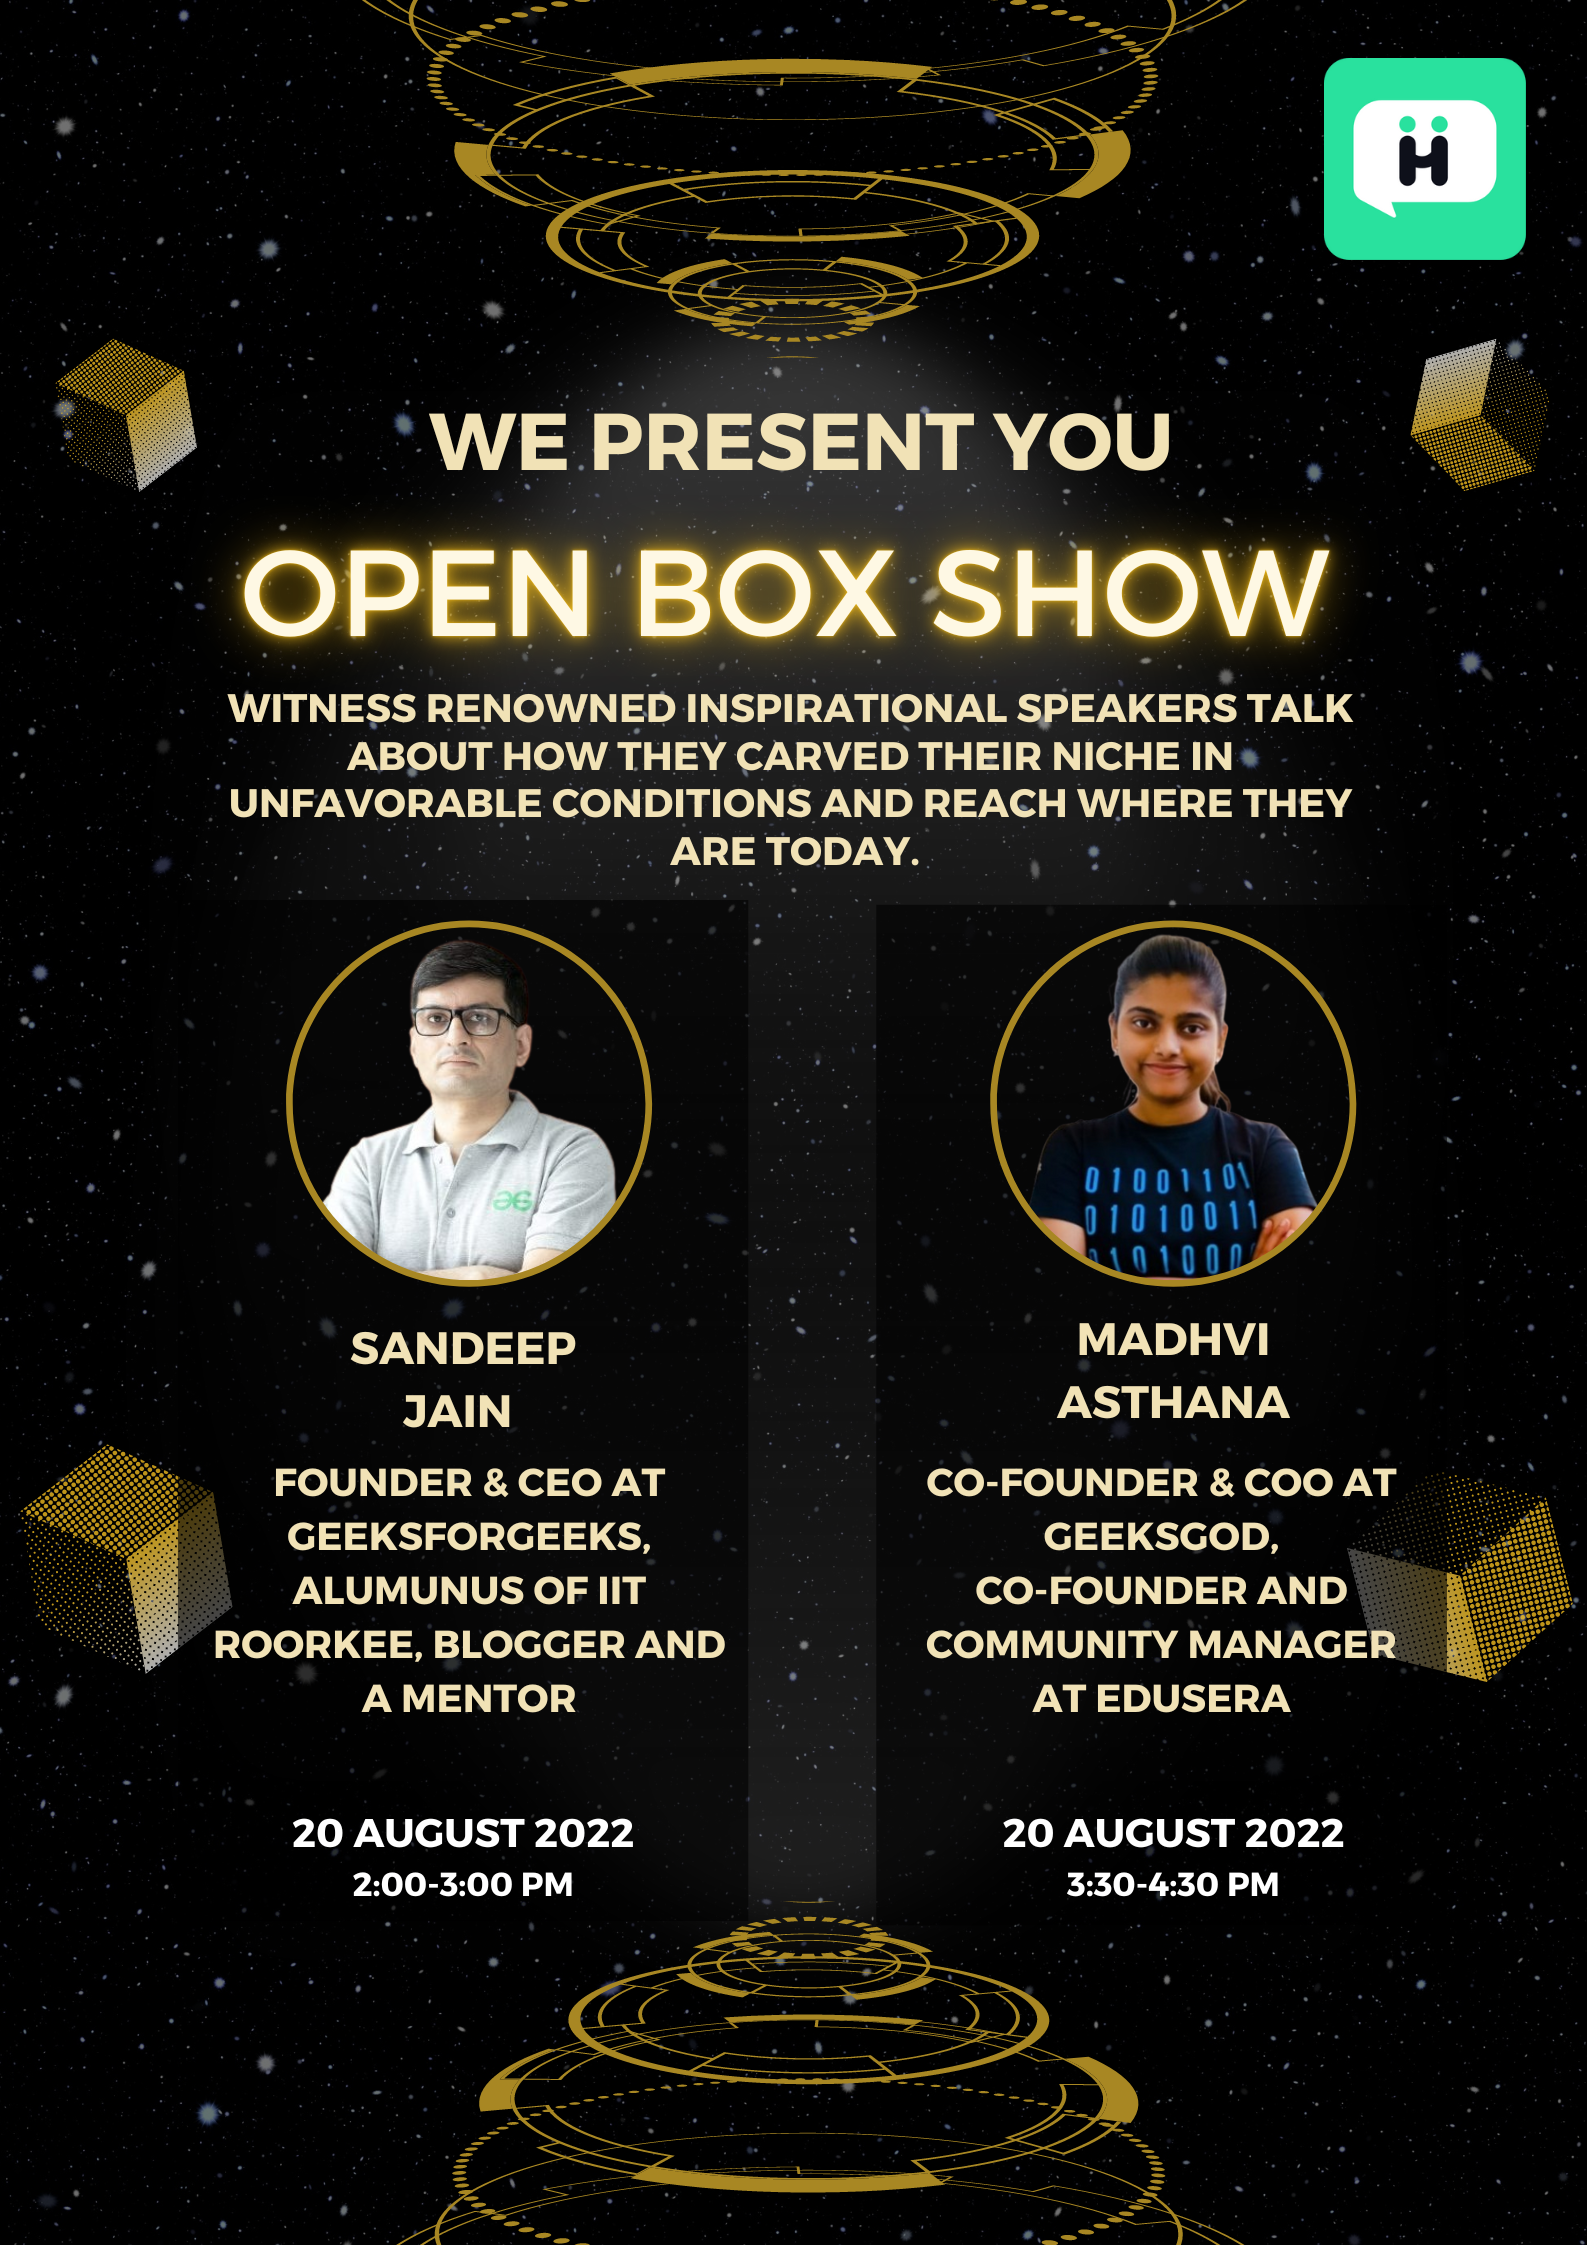 H
WE PRESENT YOU
OPEN BOX SHOW
WITNESS RENOWNED INSPIRATIONAL SPEAKERS TALK
ABOUT HOW THEY CARVED THEIR NICHE IN
UNFAVORABLE CONDITIONS AND REACH WHERE THEY
ARE TODAY.
SANDEEP
JAIN
FOUNDER & CEO AT
GEEKSFORGEEKS,
ALUMUNUS OF IIT
ROORKEE, BLOGGER AND
A MENTOR
20 AUGUST 2022
2:00-3:00 PM
01001101
01010011
0101000
MADHVI
ASTHANA
CO-FOUNDER & COO AT
GEEKSGOD,
CO-FOUNDER AND
COMMUNITY MANAGER
AT EDUSERA
20 AUGUST 2022
3:30-4:30 PM